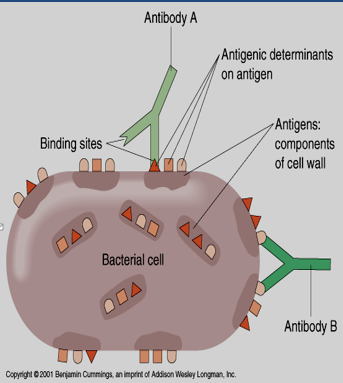 Antibody A
Antigenic determinants
on antigen
Binding sites
Antigens:
components
of cell wall
Bacterial cell
Antibody B
Copyright © 2001 Benjamin Cummings, an imprint of Addison Wesley Longman, Inc.